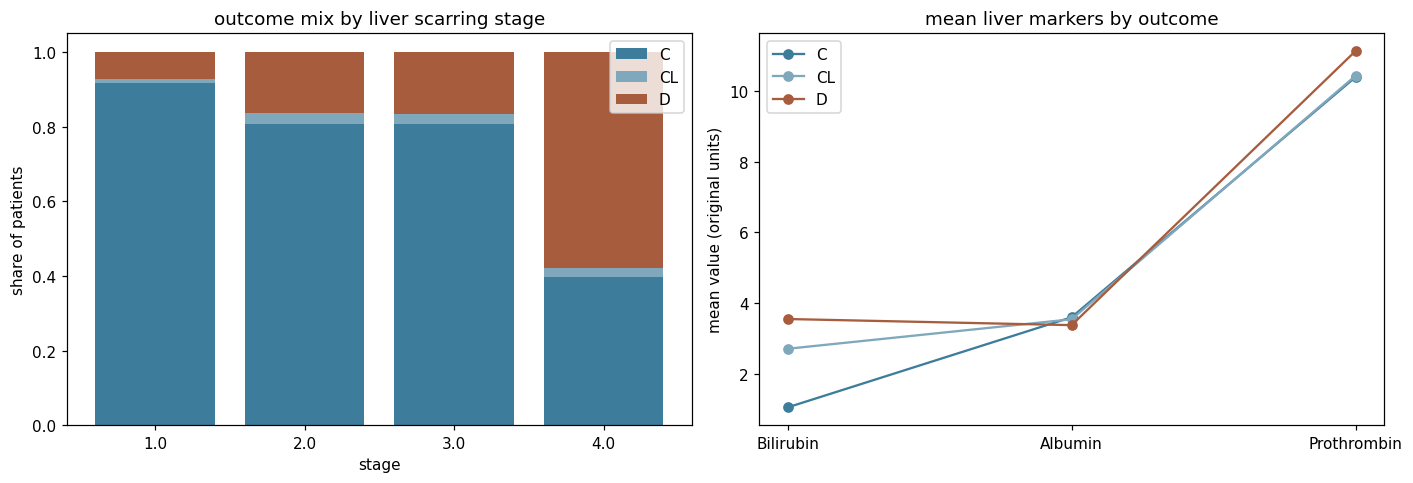 outcome mix by liver scarring stage
share of patients
1.0
0.8
0.6
0.4
0.2
0.0
C
CL
D
1.0 2.0 3.0 4.0
stage
mean liver markers by outcome
mean value (original units)
10
8
6
4
2
C
CL
D
Bilirubin Albumin Prothrombin